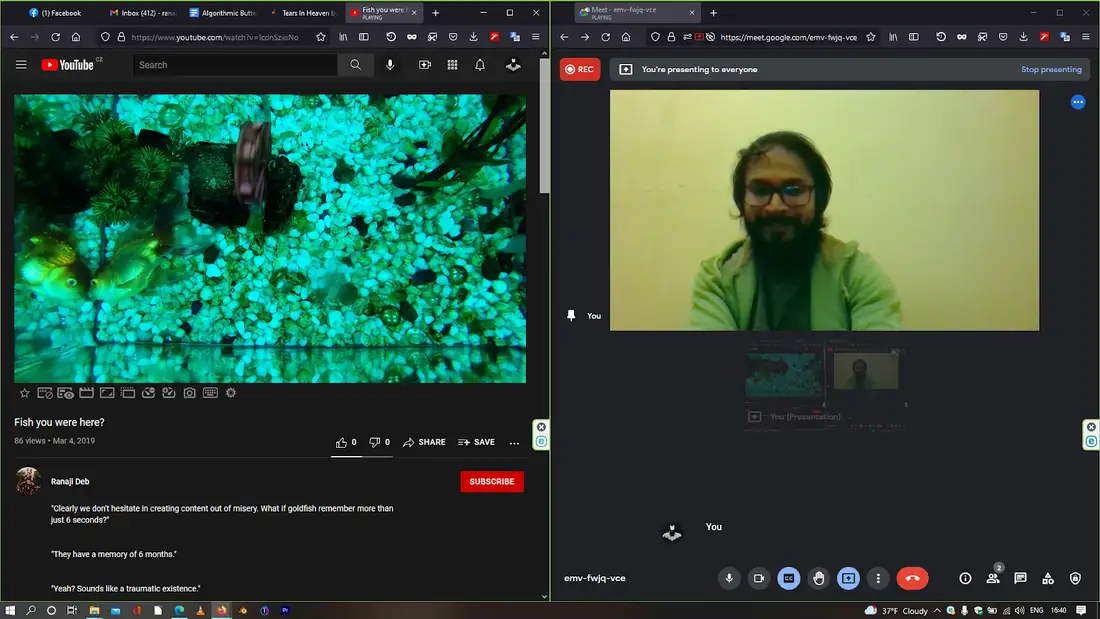 (1) Facebook
Inbox (412) - rana
Algorithmic Butte
Tears In Heaven b
Fish you were h
PLAYING
https://www.youtube.com/watch?v=
YouTube CZ
Search
Fish you were here?
86 views • Mar 4, 2019
0
0
SHARE
SAVE
...
Ranaji Deb
SUBSCRIBE
"Clearly we don't hesitate in creating content out of misery. What if goldfish remember more than
just 6 seconds?"
"They have a memory of 6 months."
"Yeah? Sounds like a traumatic existence."
Meet - emv-fwjq-vce
PLAYING
https://meet.google.com/emv-fwjq-vce
REC
You're presenting to everyone
Stop presenting
You
You (Presentation)
You
emv-fwjq-vce
CC
2
37°F Cloudy
ENG
16:40